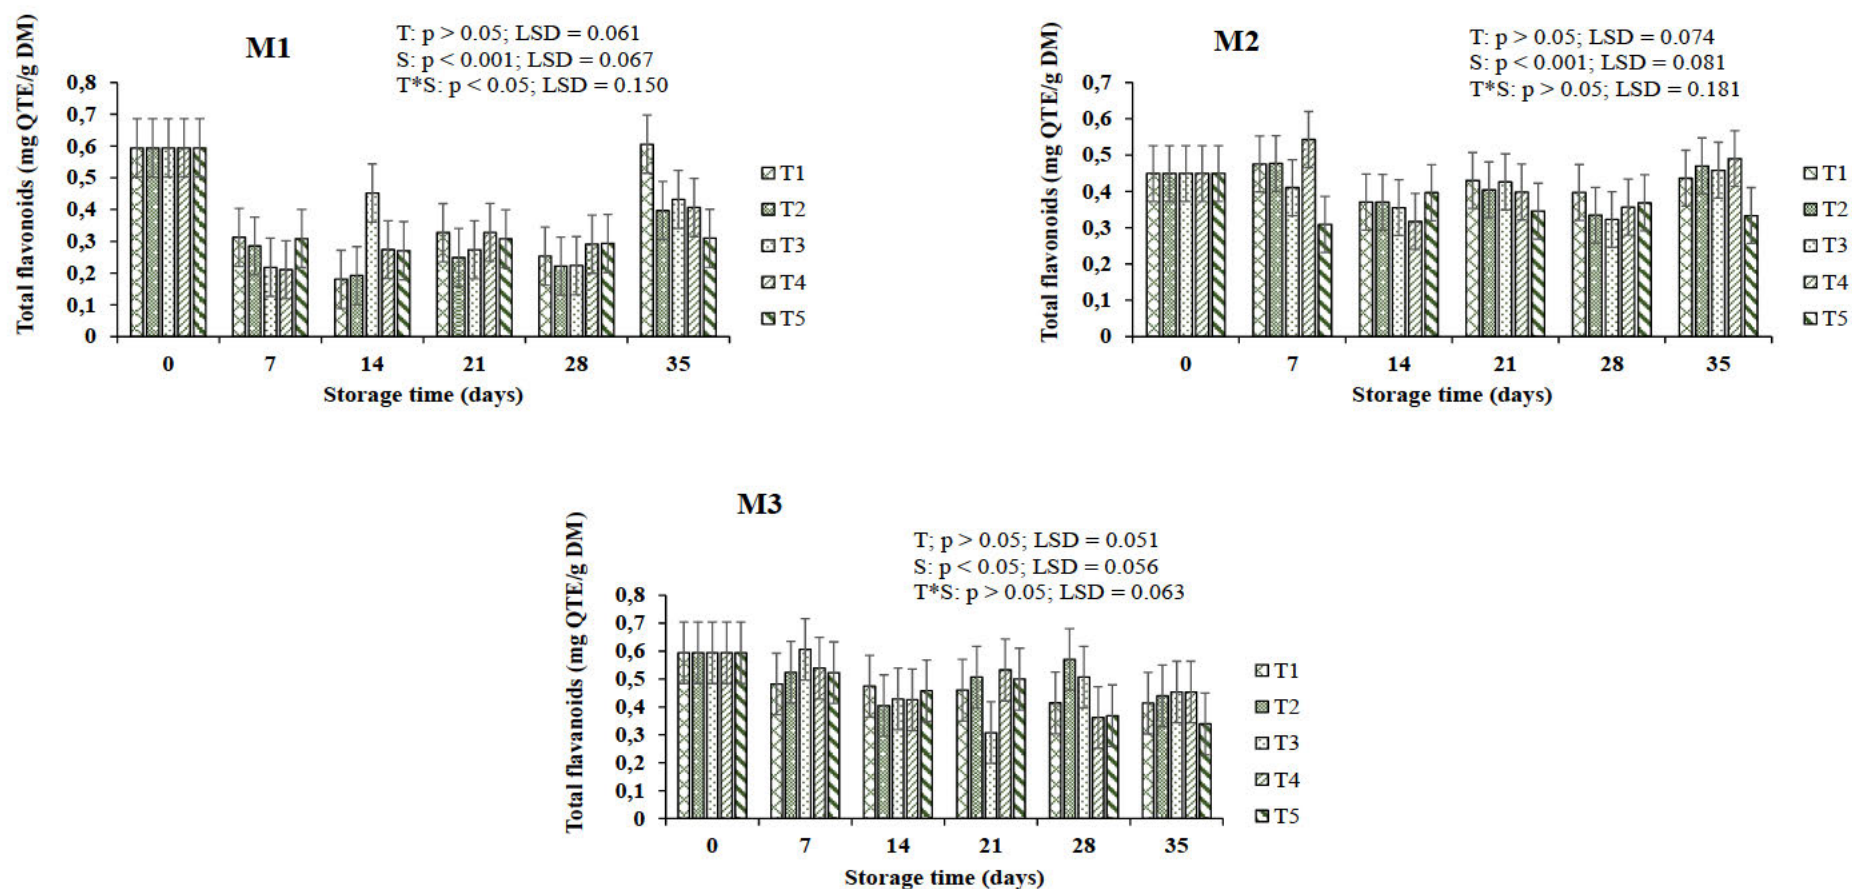 M1
T: p > 0.05; LSD = 0.061
S: p < 0.001; LSD = 0.067
T*S: p < 0.05; LSD = 0.150
Total flavonoids (mg QTE/g DM)
0,8
0,7
0,6
0,5
0,4
0,3
0,2
0,1
0
0 7 14 21 28 35
Storage time (days)
T1
T2
T3
T4
T5
M2
T: p > 0.05; LSD = 0.074
S: p < 0.001; LSD = 0.081
T*S: p > 0.05; LSD = 0.181
Total flavonoids (mg QTE/g DM)
0,7
0,6
0,5
0,4
0,3
0,2
0,1
0
0 7 14 21 28 35
Storage time (days)
T1
T2
T3
T4
T5
M3
T; p > 0.05; LSD = 0.051
S: p < 0.05; LSD = 0.056
T*S: p > 0.05; LSD = 0.063
Total flavanoids (mg QTE/g DM)
0,8
0,7
0,6
0,5
0,4
0,3
0,2
0,1
0
0 7 14 21 28 35
Storage time (days)
T1
T2
T3
T4
T5